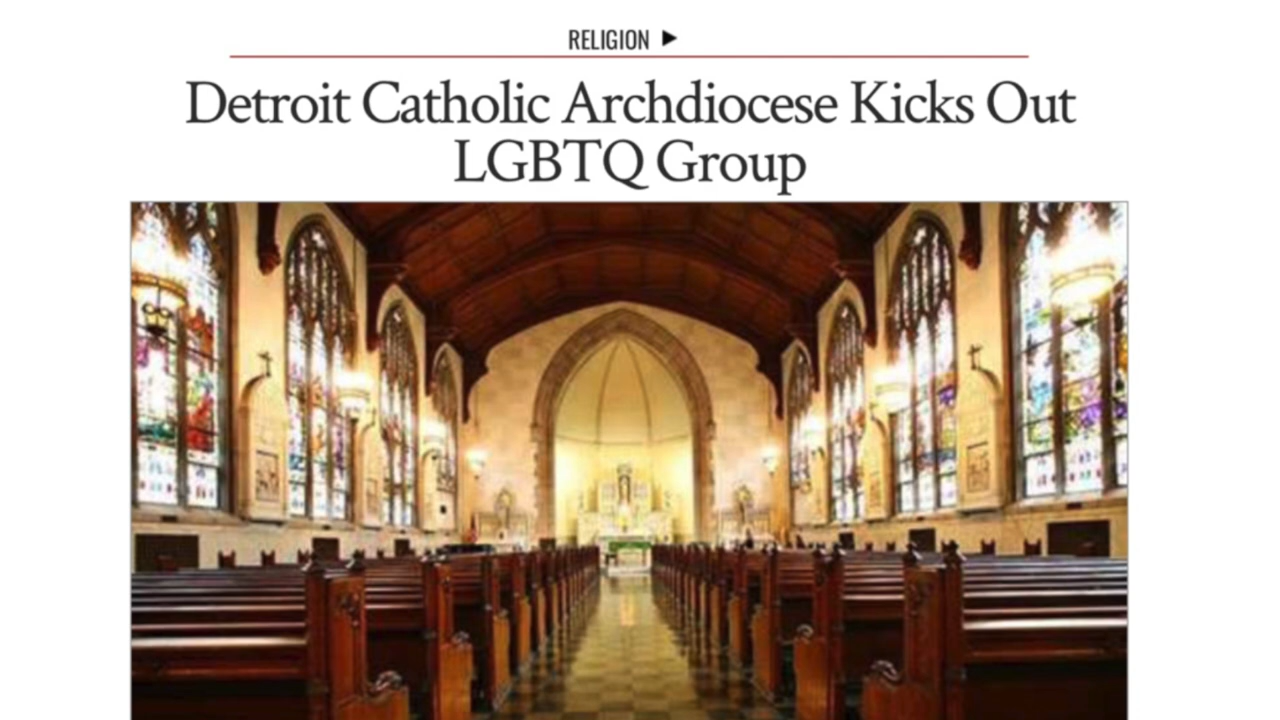 RELIGION ▶
Detroit Catholic Archdiocese Kicks Out
LGBTQ Group